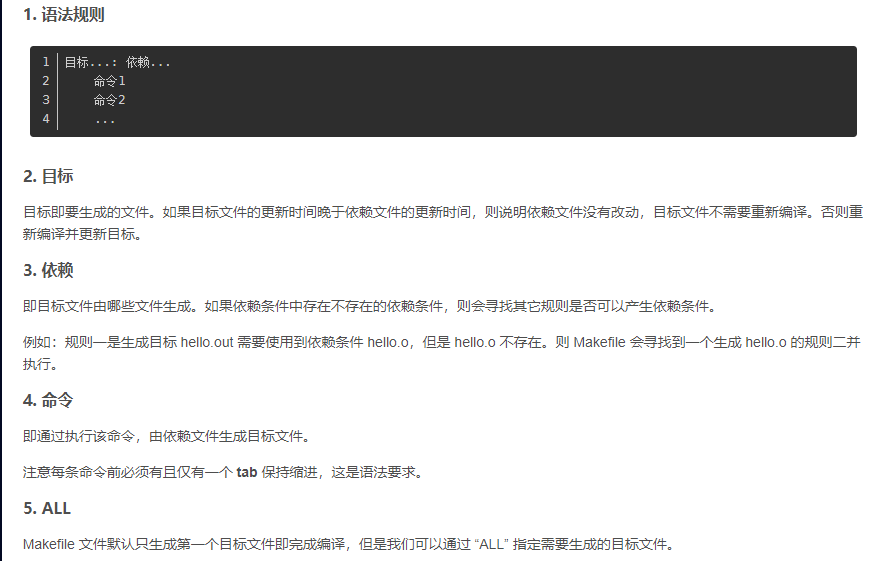 1. 语法规则
1 目标...: 依赖...
2 命令1
3 命令2
4 ...
2. 目标
目标即要生成的文件。如果目标文件的更新时间晚于依赖文件的更新时间，则说明依赖文件没有改动，目标文件不需要重新编译。否则重
新编译并更新目标。
3. 依赖
即目标文件由哪些文件生成。如果依赖条件中存在不存在的依赖条件，则会寻找其它规则是否可以产生依赖条件。
例如：规则一是生成目标 hello.out 需要使用到依赖条件 hello.o，但是 hello.o 不存在。则 Makefile 会寻找到一个生成 hello.o 的规则二并
执行。
4. 命令
即通过执行该命令，由依赖文件生成目标文件。
注意每条命令前必须有且仅有一个 tab 保持缩进，这是语法要求。
5. ALL
Makefile 文件默认只生成第一个目标文件即完成编译，但是我们可以通过 “ALL” 指定需要生成的目标文件。